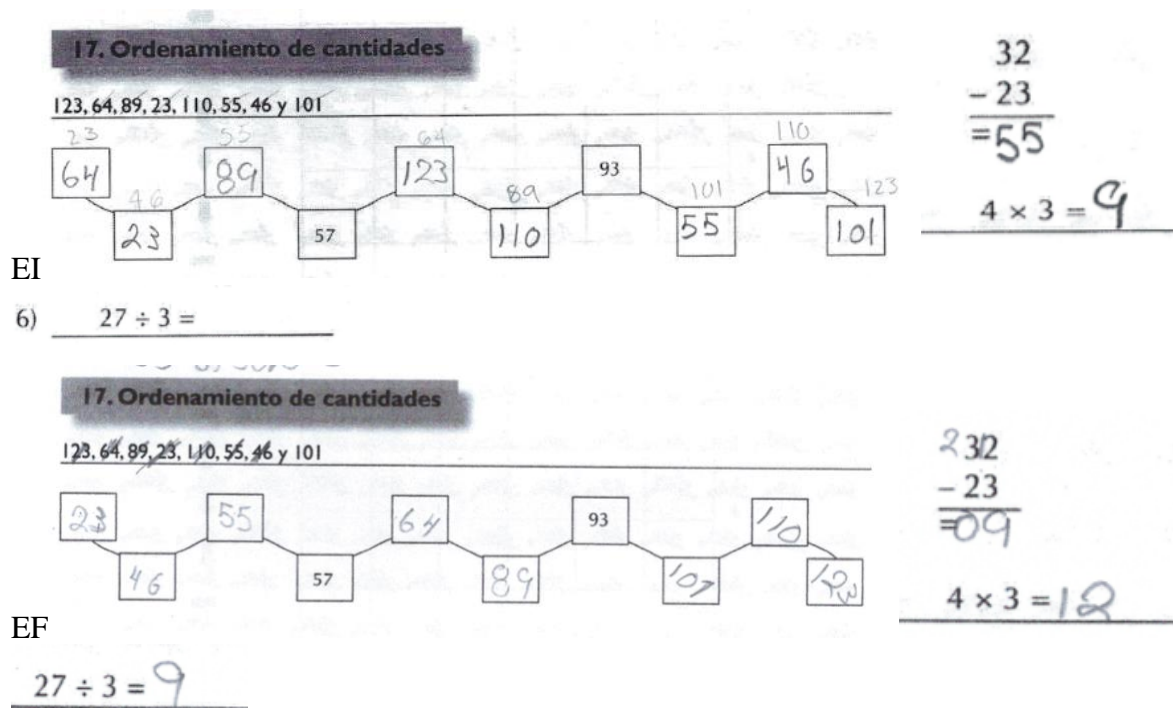 17. Ordenamiento de cantidades
123, 64, 89, 23, 110, 55, 46 y 101
23 55 64 110
64 89 123 93 46
46 89 101 123
23 57 110 55 101
32
- 23
=55
4 × 3 = 9
EI
6) 27 ÷ 3 =
17. Ordenamiento de cantidades
123, 64, 89, 23, 110, 55, 46 y 101
23 55 64 93 110
46 57 89 101 123
2 32
- 23
=09
4 × 3 = 12
EF
27 ÷ 3 = 9